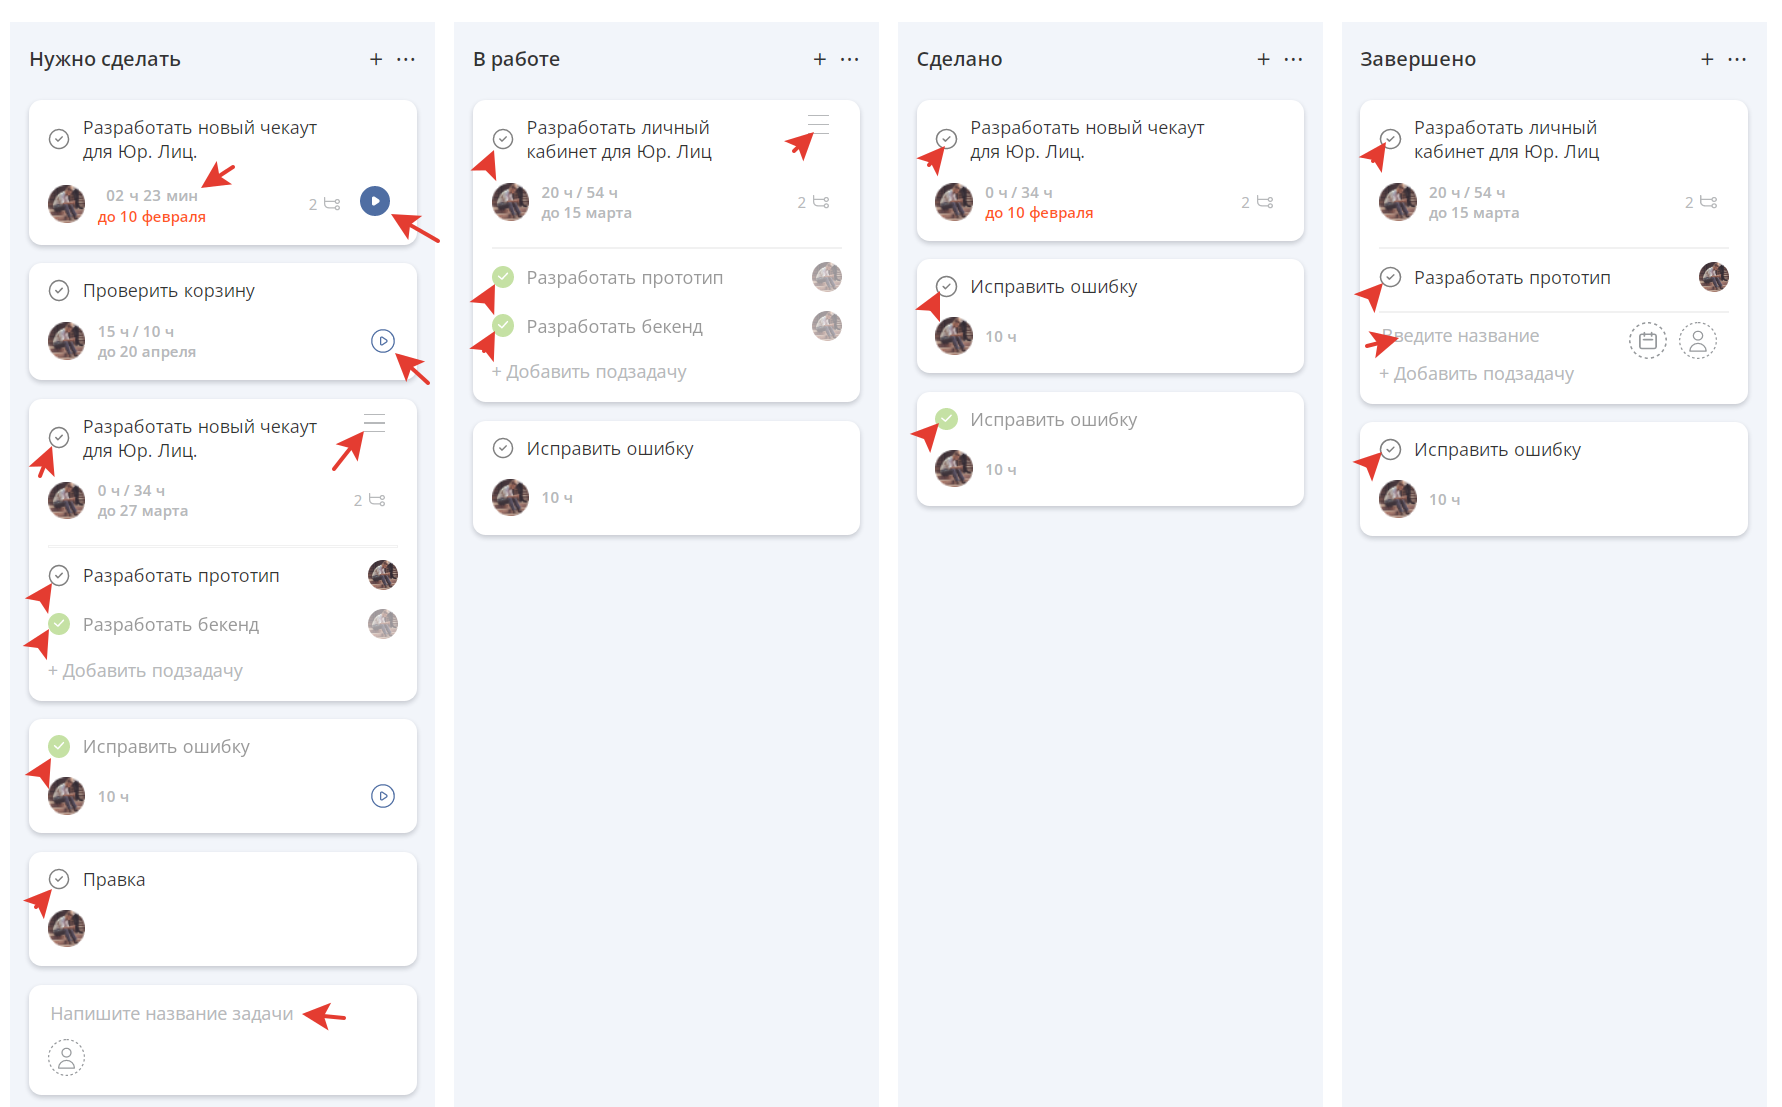 Нужно сделать + ...
Разработать новый чекаут
для Юр. Лиц.
02 ч 23 мин
до 10 февраля
2
Проверить корзину
15 ч / 10 ч
до 20 апреля
Разработать новый чекаут
для Юр. Лиц.
0 ч / 34 ч
до 27 марта
2
Разработать прототип
Разработать бекенд
+ Добавить подзадачу
Исправить ошибку
10 ч
Правка
Напишите название задачи
В работе + ...
Разработать личный
кабинет для Юр. Лиц
20 ч / 54 ч
до 15 марта
2
Разработать прототип
Разработать бекенд
+ Добавить подзадачу
Исправить ошибку
10 ч
Сделано + ...
Разработать новый чекаут
для Юр. Лиц.
0 ч / 34 ч
до 10 февраля
2
Исправить ошибку
10 ч
Исправить ошибку
10 ч
Завершено + ...
Разработать личный
кабинет для Юр. Лиц
20 ч / 54 ч
до 15 марта
2
Разработать прототип
Введите название
+ Добавить подзадачу
Исправить ошибку
10 ч